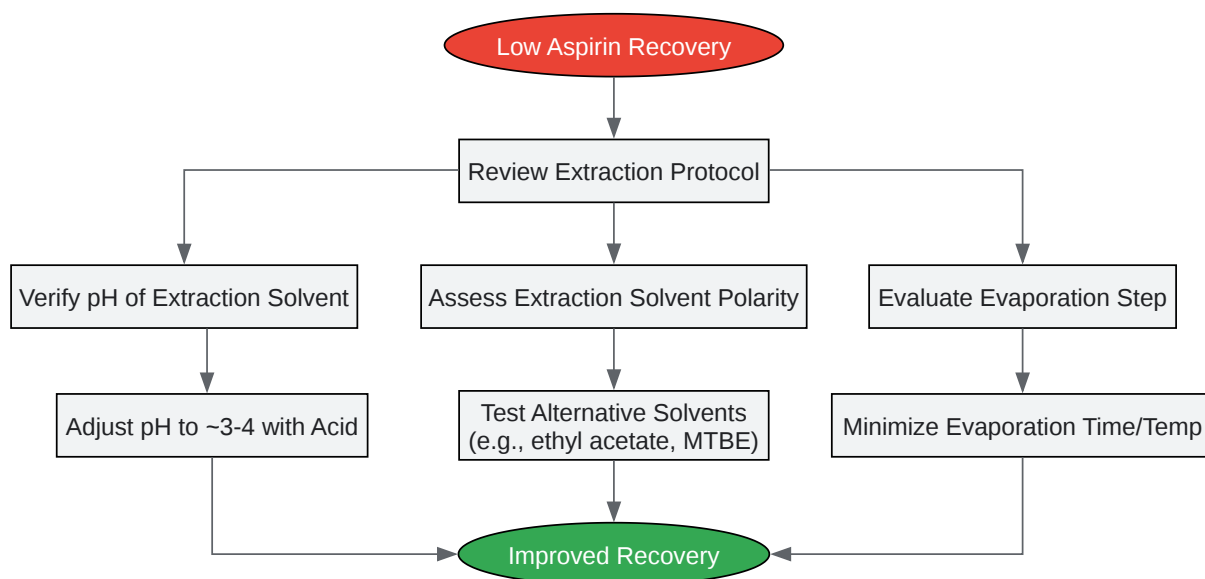 Low Aspirin Recovery
Review Extraction Protocol
Verify pH of Extraction Solvent
Assess Extraction Solvent Polarity
Evaluate Evaporation Step
Adjust pH to ~3-4 with Acid
Test Alternative Solvents
(e.g., ethyl acetate, MTBE)
Minimize Evaporation Time/Temp
Improved Recovery